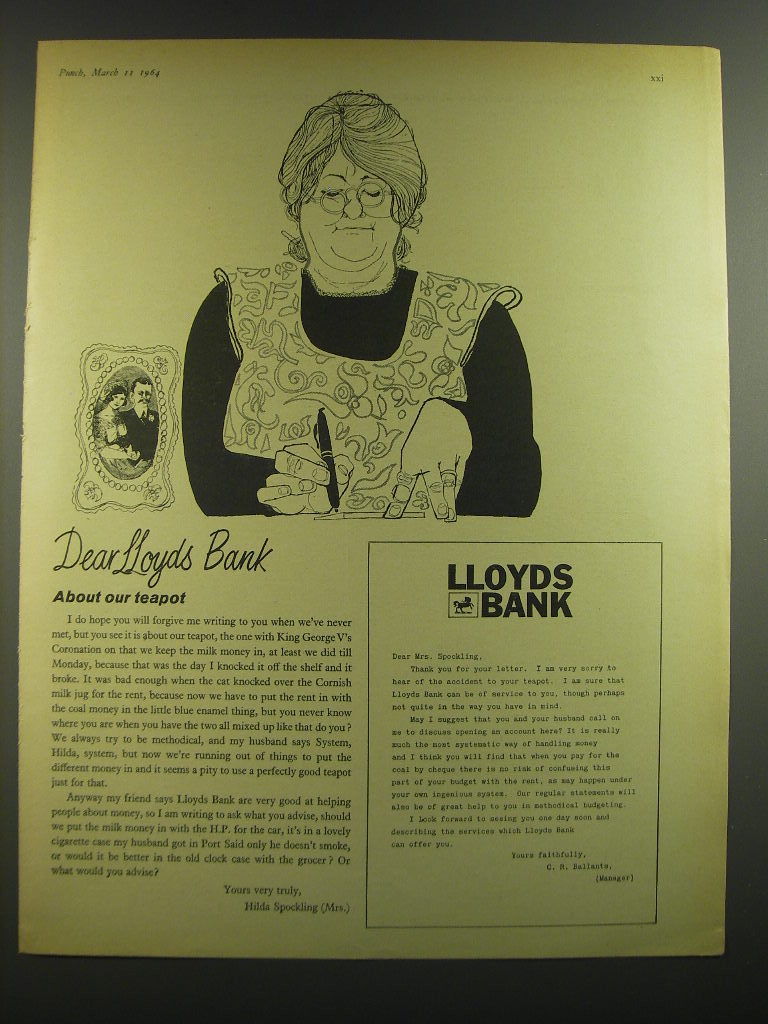 Punch, March 11 1964
xxi
Dear Lloyds Bank
About our teapot
I do hope you will forgive me writing to you when we've never
met, but you see it is about our teapot, the one with King George V's
Coronation on that we keep the milk money in, at least we did till
Monday, because that was the day I knocked it off the shelf and it
broke. It was bad enough when the cat knocked over the Cornish
milk jug for the rent, because now we have to put the rent in with
the coal money in the little blue enamel thing, but you never know
where you are when you have the two all mixed up like that do you?
We always try to be methodical, and my husband says System,
Hilda, system, but now we're running out of things to put the
different money in and it seems a pity to use a perfectly good teapot
just for that.
Anyway my friend says Lloyds Bank are very good at helping
people about money, so I am writing to ask what you advise, should
we put the milk money in with the H.P. for the car, it's in a lovely
cigarette case my husband got in Port Said only he doesn't smoke,
or would it be better in the old clock case with the grocer? Or
what would you advise?
Yours very truly,
Hilda Spockling (Mrs.)
LLOYDS
BANK
Dear Mrs. Spockling,
Thank you for your letter. I am very sorry to
hear of the accident to your teapot. I am sure that
Lloyds Bank can be of service to you, though perhaps
not quite in the way you have in mind.
May I suggest that you and your husband call on
me to discuss opening an account here? It is really
much the most systematic way of handling money
and I think you will find that when you pay for the
coal by cheque there is no risk of confusing this
part of your budget with the rent, as may happen under
your own ingenious system. Our regular statements will
also be of great help to you in methodical budgeting.
I look forward to seeing you one day soon and
describing the services which Lloyds Bank
can offer you.
Yours faithfully,
C. R. Ballants,
(Manager)